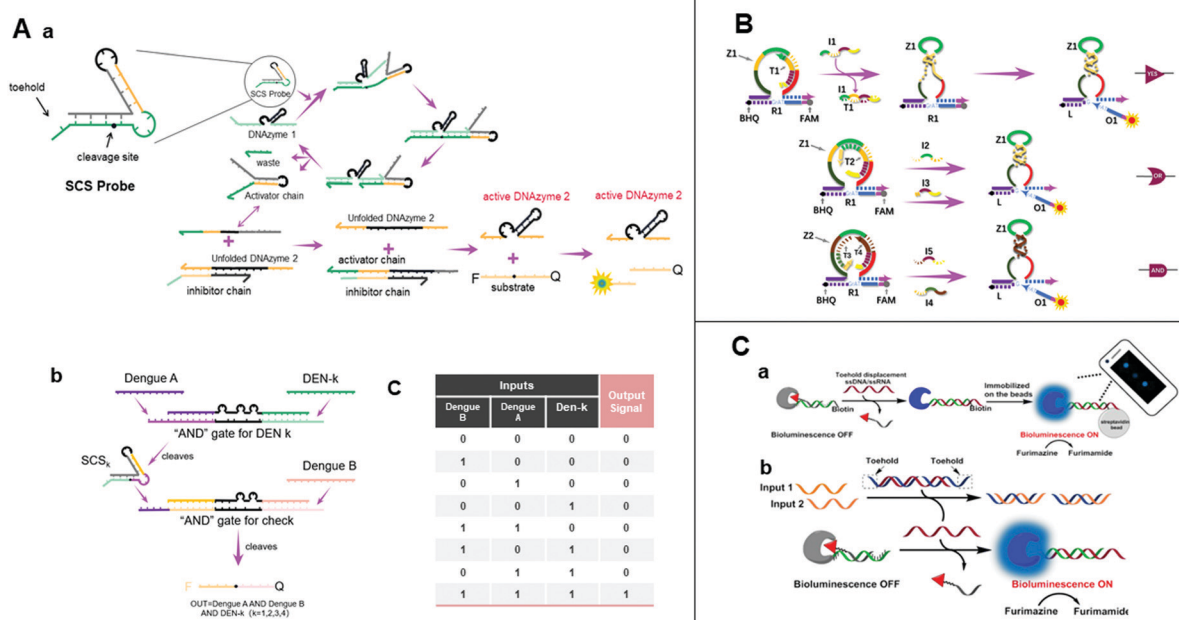 A a
toehold
cleavage site
SCS Probe
SCS Probe
DNAzyme 1
waste
Activator chain
Unfolded DNAzyme 2
inhibitor chain
Unfolded DNAzyme 2
activator chain
inhibitor chain
active DNAzyme 2
F
Q
substrate
active DNAzyme 2
Q
b
Dengue A
DEN-k
“AND” gate for DEN k
SCSk
cleaves
Dengue B
“AND” gate for check
cleaves
F
Q
OUT=Dengue A AND Dengue B
AND DEN-k (k=1,2,3,4)
C
Inputs
Output
Signal
Dengue
B
Dengue
A
Den-k
0 0 0 0
1 0 0 0
0 1 0 0
0 0 1 0
1 1 0 0
1 0 1 0
0 1 1 0
1 1 1 1
B
Z1
T1
BHQ
R1
FAM
I1
I1
T1
Z1
R1
Z1
L
O1
YES
Z1
T2
BHQ
R1
FAM
I2
I3
Z1
L
O1
OR
Z2
T3
T4
BHQ
R1
FAM
I5
I4
Z1
L
O1
AND
C
a
Toehold displacement
ssDNA/ssRNA
Biotin
Bioluminescence OFF
Biotin
Immobilized
on the beads
streptavidin
bead
Bioluminescence ON
Furimazine
Furimamide
b
Toehold
Toehold
Input 1
Input 2
Bioluminescence OFF
Bioluminescence ON
Furimazine
Furimamide